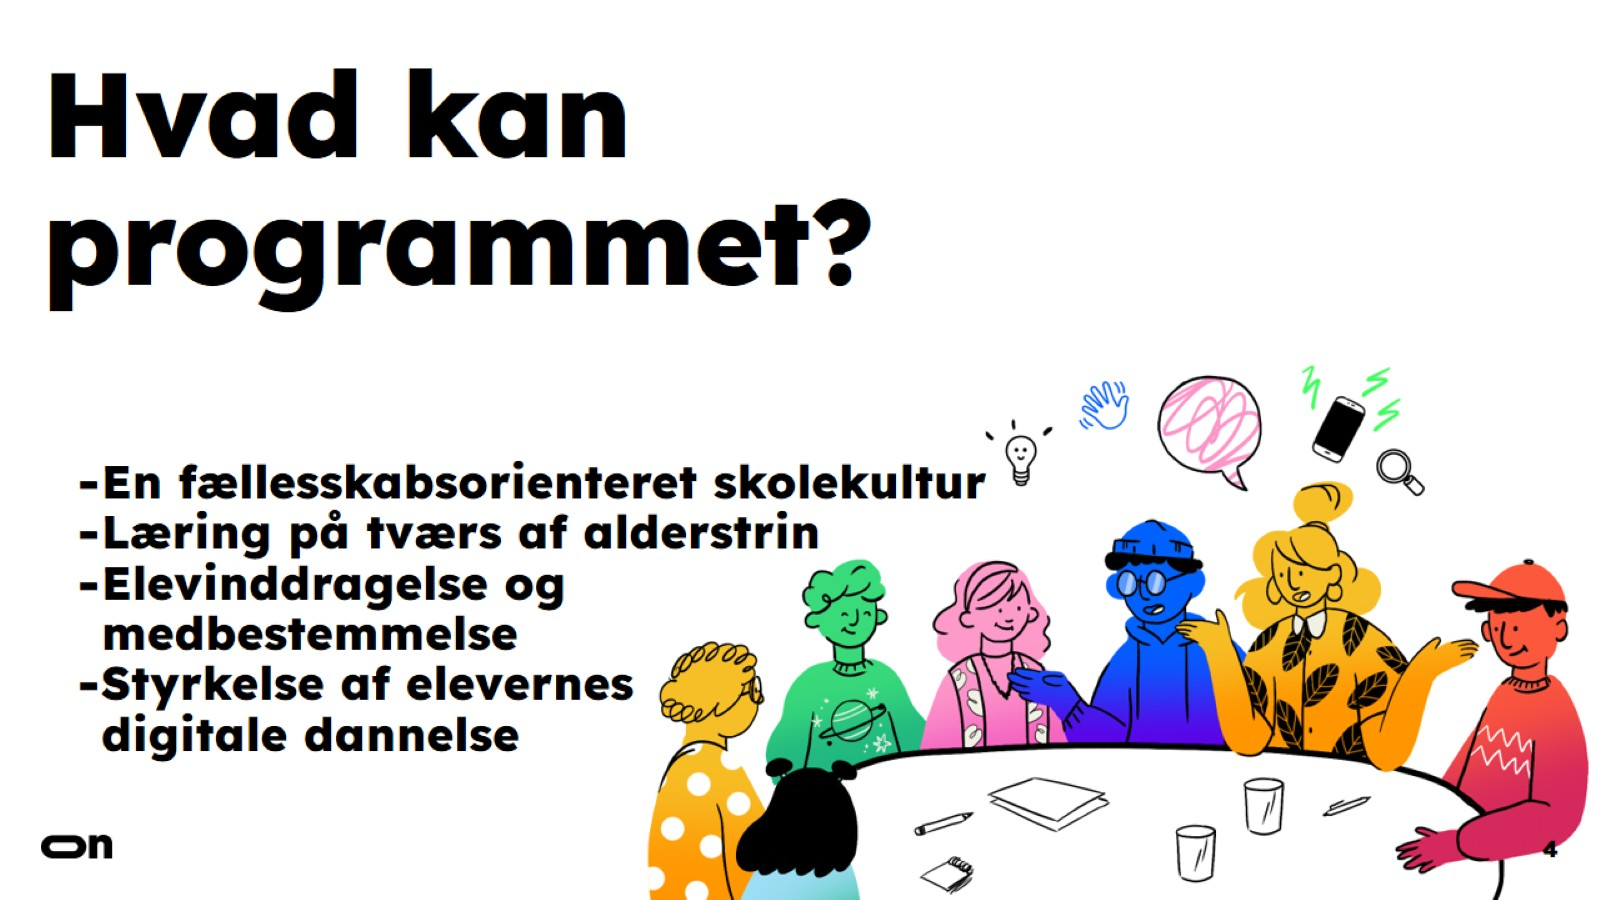 Hvad kan
programmet?
-En fællesskabsorienteret skolekultur
-Læring på tværs af alderstrin
-Elevinddragelse og
medbestemmelse
-Styrkelse af elevernes
digitale dannelse
on
4